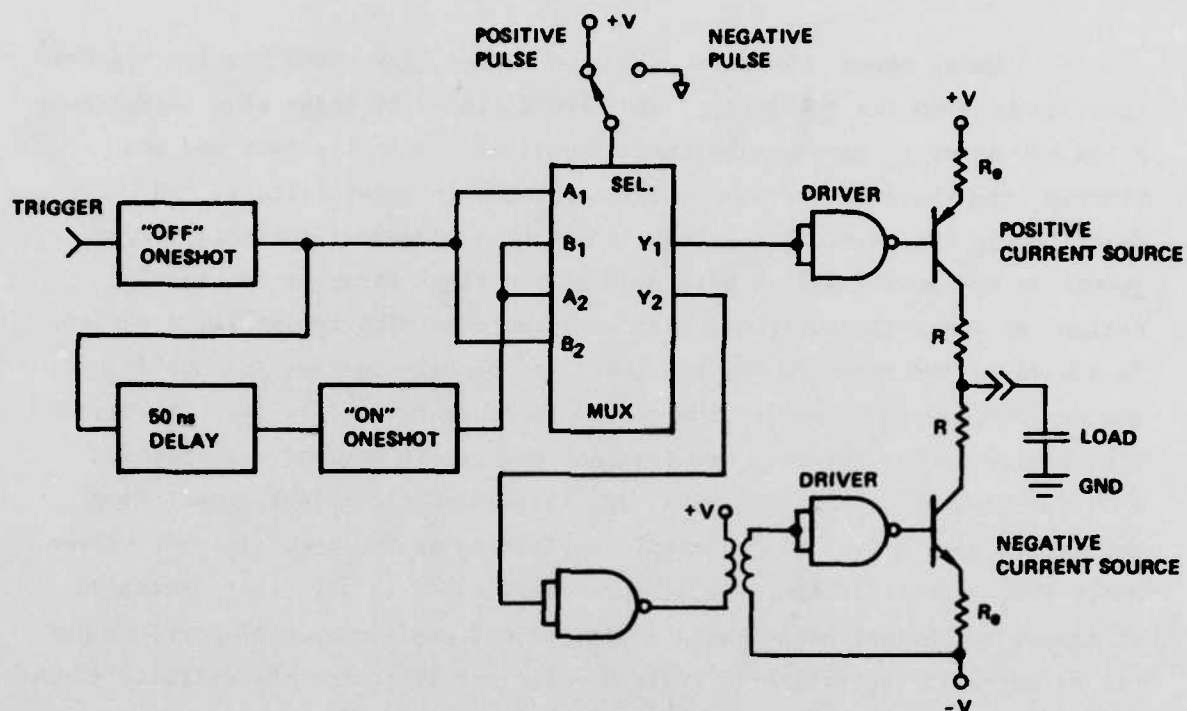 +V
POSITIVE
PULSE
NEGATIVE
PULSE
+V
Re
TRIGGER
"OFF"
ONESHOT
A1
SEL.
B1
Y1
A2
Y2
B2
MUX
DRIVER
POSITIVE
CURRENT SOURCE
R
50 ns
DELAY
"ON"
ONESHOT
R
LOAD
GND
+V
DRIVER
NEGATIVE
CURRENT SOURCE
Re
-V